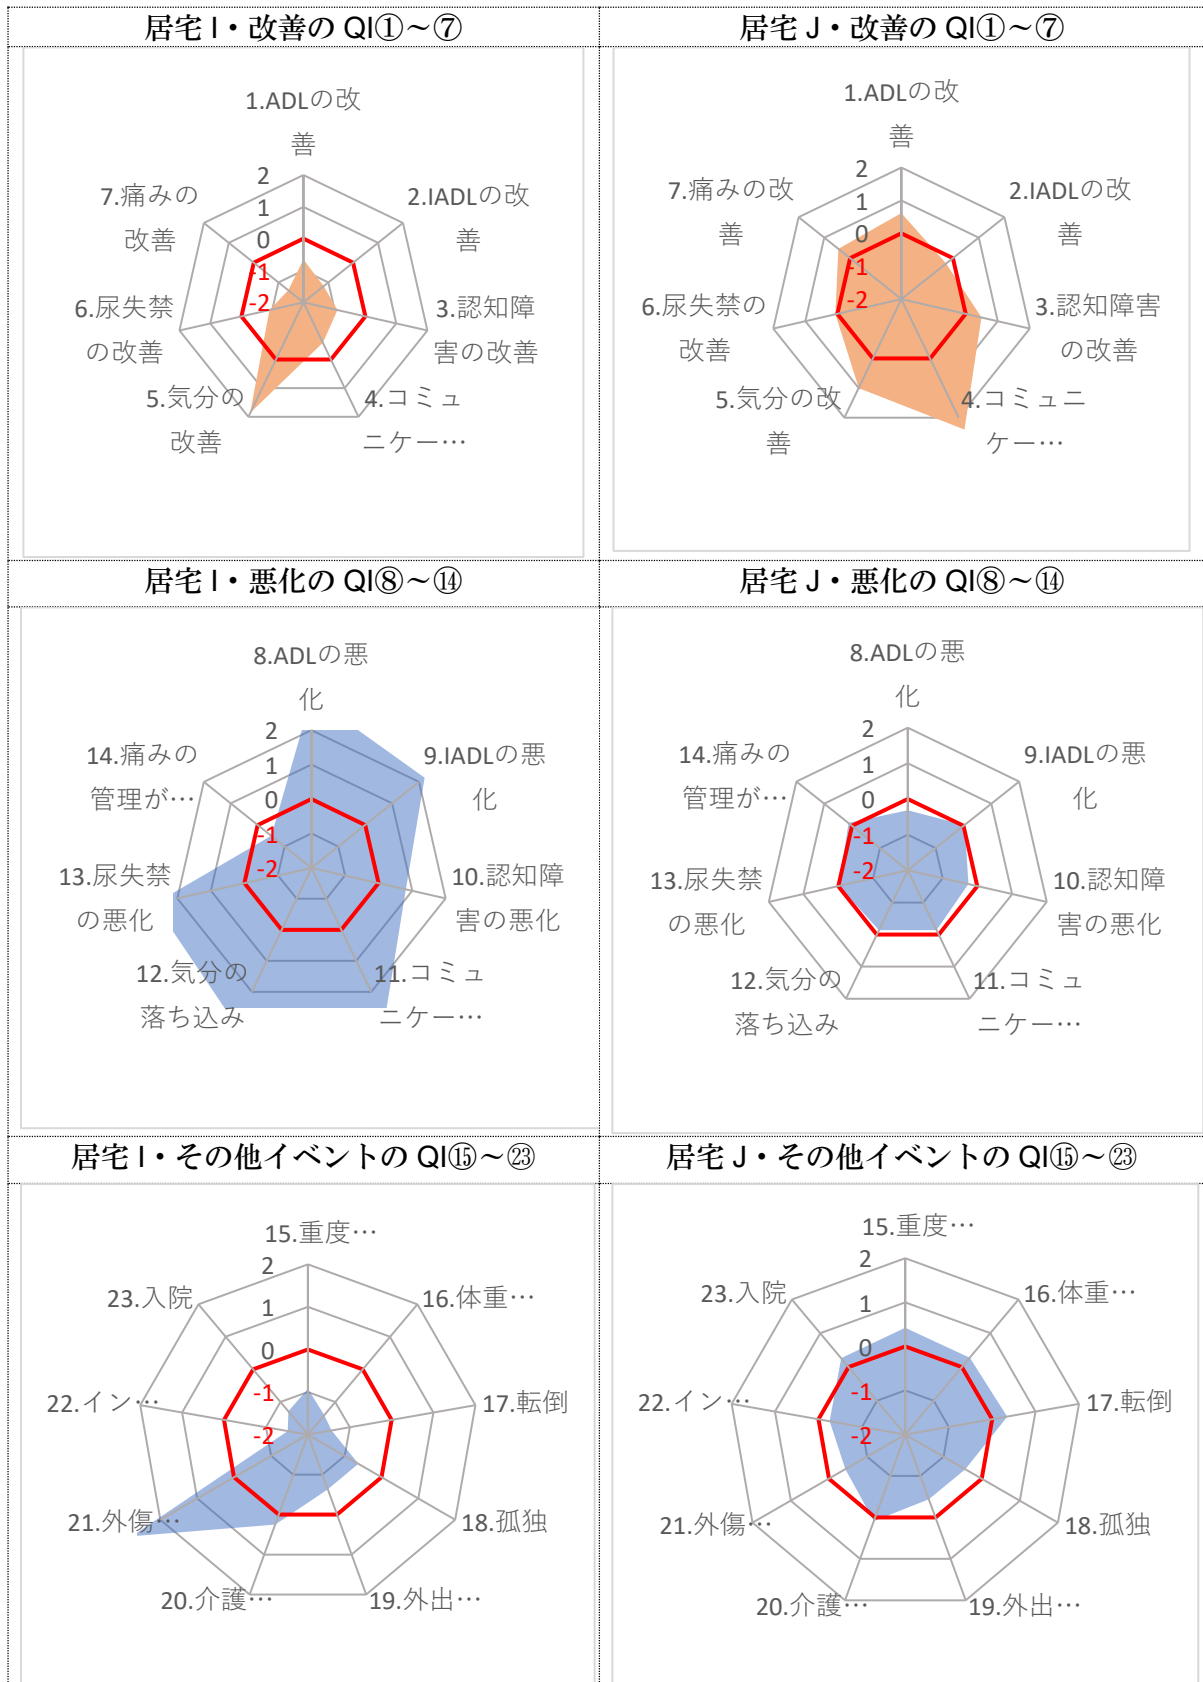 居宅 I・改善の QI①～⑦
居宅 J・改善の QI①～⑦
1.ADLの改
善
2
1
0
-1
-2
2.IADLの改
善
3.認知障
害の改善
4.コミュ
ニケー…
5.気分の
改善
6.尿失禁
の改善
7.痛みの
改善
1.ADLの改
善
2
1
0
-1
-2
2.IADLの改
善
3.認知障害
の改善
4.コミュニ
ケー…
5.気分の改
善
6.尿失禁の
改善
7.痛みの改
善
居宅 I・悪化の QI⑧～⑭
居宅 J・悪化の QI⑧～⑭
8.ADLの悪
化
2
1
0
-1
-2
9.IADLの悪
化
10.認知障
害の悪化
11.コミュ
ニケー…
12.気分の
落ち込み
13.尿失禁
の悪化
14.痛みの
管理が…
8.ADLの悪
化
2
1
0
-1
-2
9.IADLの悪
化
10.認知障
害の悪化
11.コミュ
ニケー…
12.気分の
落ち込み
13.尿失禁
の悪化
14.痛みの
管理が…
居宅 I・その他イベントの QI⑮～㉓
居宅 J・その他イベントの QI⑮～㉓
15.重度…
2
1
0
-1
-2
16.体重…
17.転倒
18.孤独
19.外出…
20.介護…
21.外傷…
22.イン…
23.入院
15.重度…
2
1
0
-1
-2
16.体重…
17.転倒
18.孤独
19.外出…
20.介護…
21.外傷…
22.イン…
23.入院